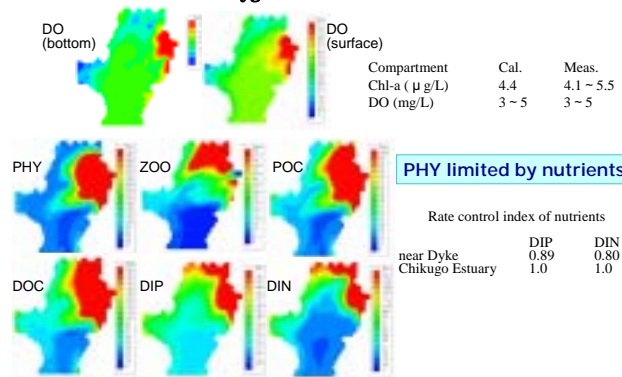 DO
(bottom)
DO
(surface)
Compartment Cal. Meas.
Chl-a ( μ g/L) 4.4 4.1 ~ 5.5
DO (mg/L) 3 ~ 5 3 ~ 5
PHY
ZOO
POC
PHY limited by nutrients
Rate control index of nutrients
DIP DIN
near Dyke 0.89 0.80
Chikugo Estuary 1.0 1.0
DOC
DIP
DIN